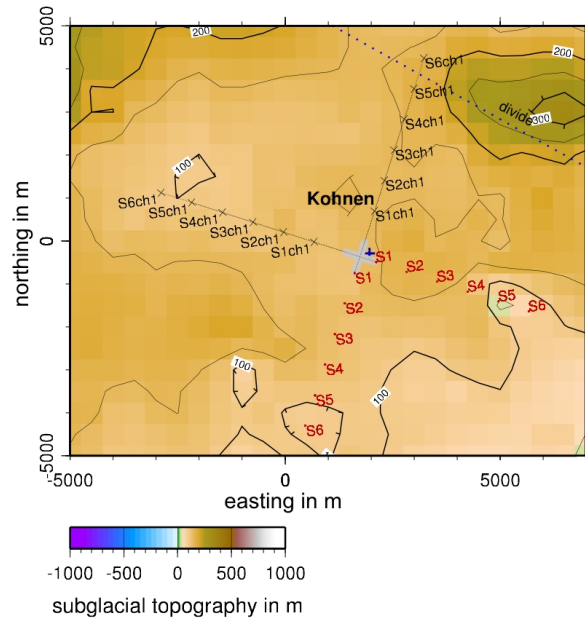 5000
200
S6ch1
200
S5ch1
divide
300
S4ch1
S3ch1
100
S2ch1
Kohnen
S6ch1
S5ch1
S4ch1
S3ch1
S2ch1
S1ch1
S1ch1
0
northing in m
S1
S2
S3
S4
S5
S6
S1
S2
S3
S4
S5
S6
100
100
-5000
-5000
0
5000
easting in m
-1000
-500
0
500
1000
subglacial topography in m